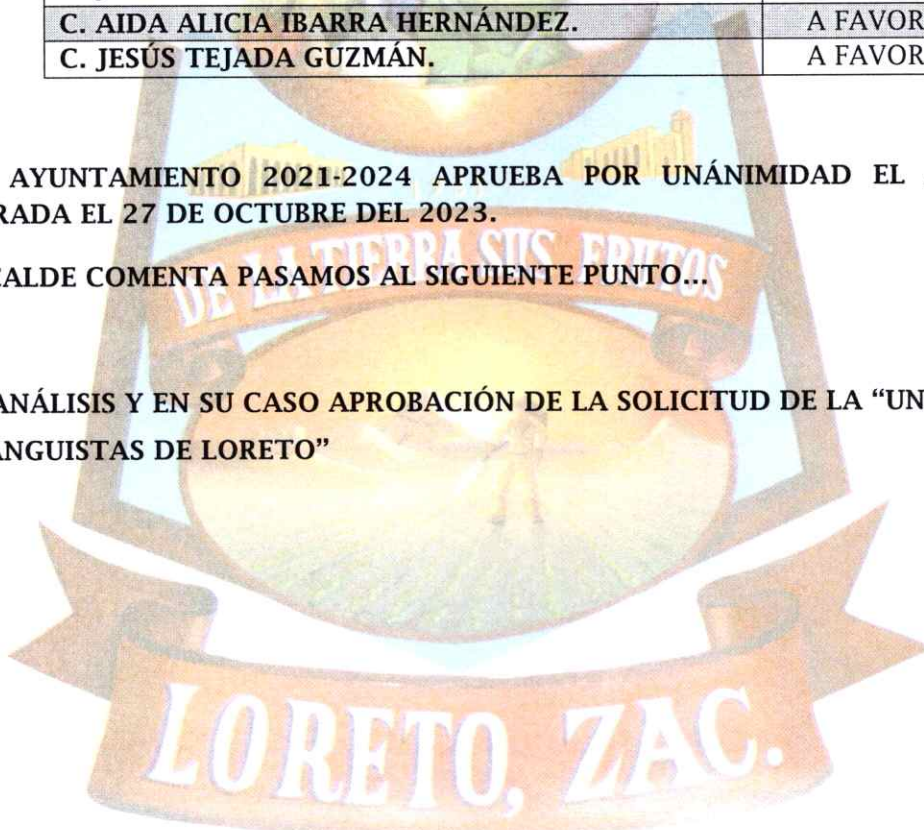 C. AIDA ALICIA IBARRA HERNÁNDEZ. A FAVOR
C. JESÚS TEJADA GUZMÁN. A FAVOR
AYUNTAMIENTO 2021-2024 APRUEBA POR UNÁNIMIDAD EL
RADA EL 27 DE OCTUBRE DEL 2023.
CALDE COMENTA PASAMOS AL SIGUIENTE PUNTO...
DE LA TIERRA SUS FRUTOS
ANÁLISIS Y EN SU CASO APROBACIÓN DE LA SOLICITUD DE LA “UN
ANGUISTAS DE LORETO”
LORETO, ZAC.